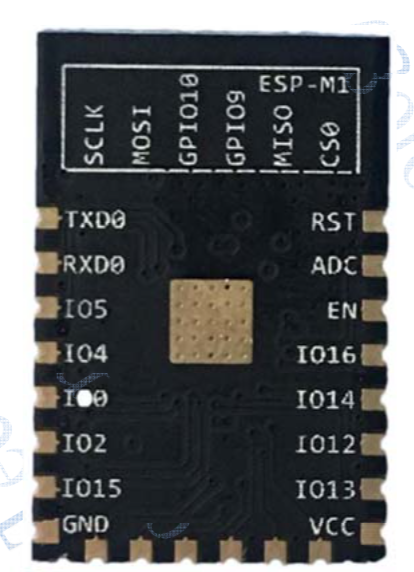 ESP-M1
SCLK
MOSI
GPIO10
GPIO9
MISO
CS0
TXD0
RXD0
IO5
IO4
IO2
IO15
GND
RST
ADC
EN
IO16
IO14
IO12
IO13
VCC